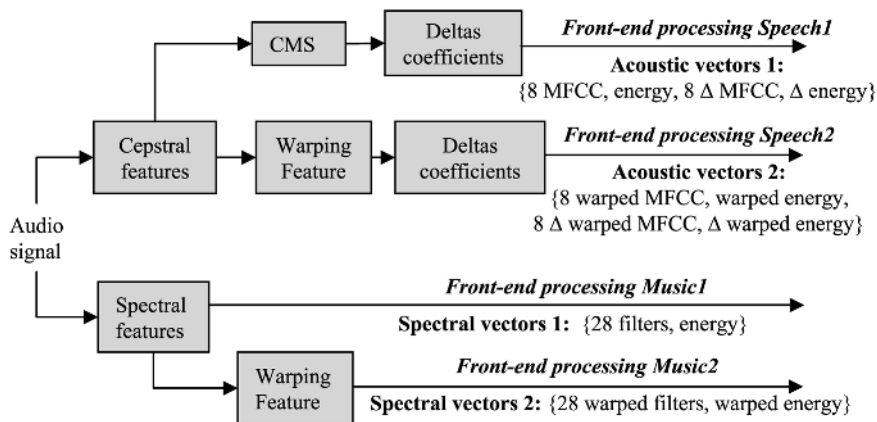 CMS
Deltas
coefficients
Front-end processing Speech1
Acoustic vectors 1:
{8 MFCC, energy, 8 Δ MFCC, Δ energy}
Cepstral
features
Warping
Feature
Deltas
coefficients
Front-end processing Speech2
Acoustic vectors 2:
{8 warped MFCC, warped energy,
8 Δ warped MFCC, Δ warped energy}
Audio
signal
Spectral
features
Front-end processing Music1
Spectral vectors 1: {28 filters, energy}
Warping
Feature
Front-end processing Music2
Spectral vectors 2: {28 warped filters, warped energy}